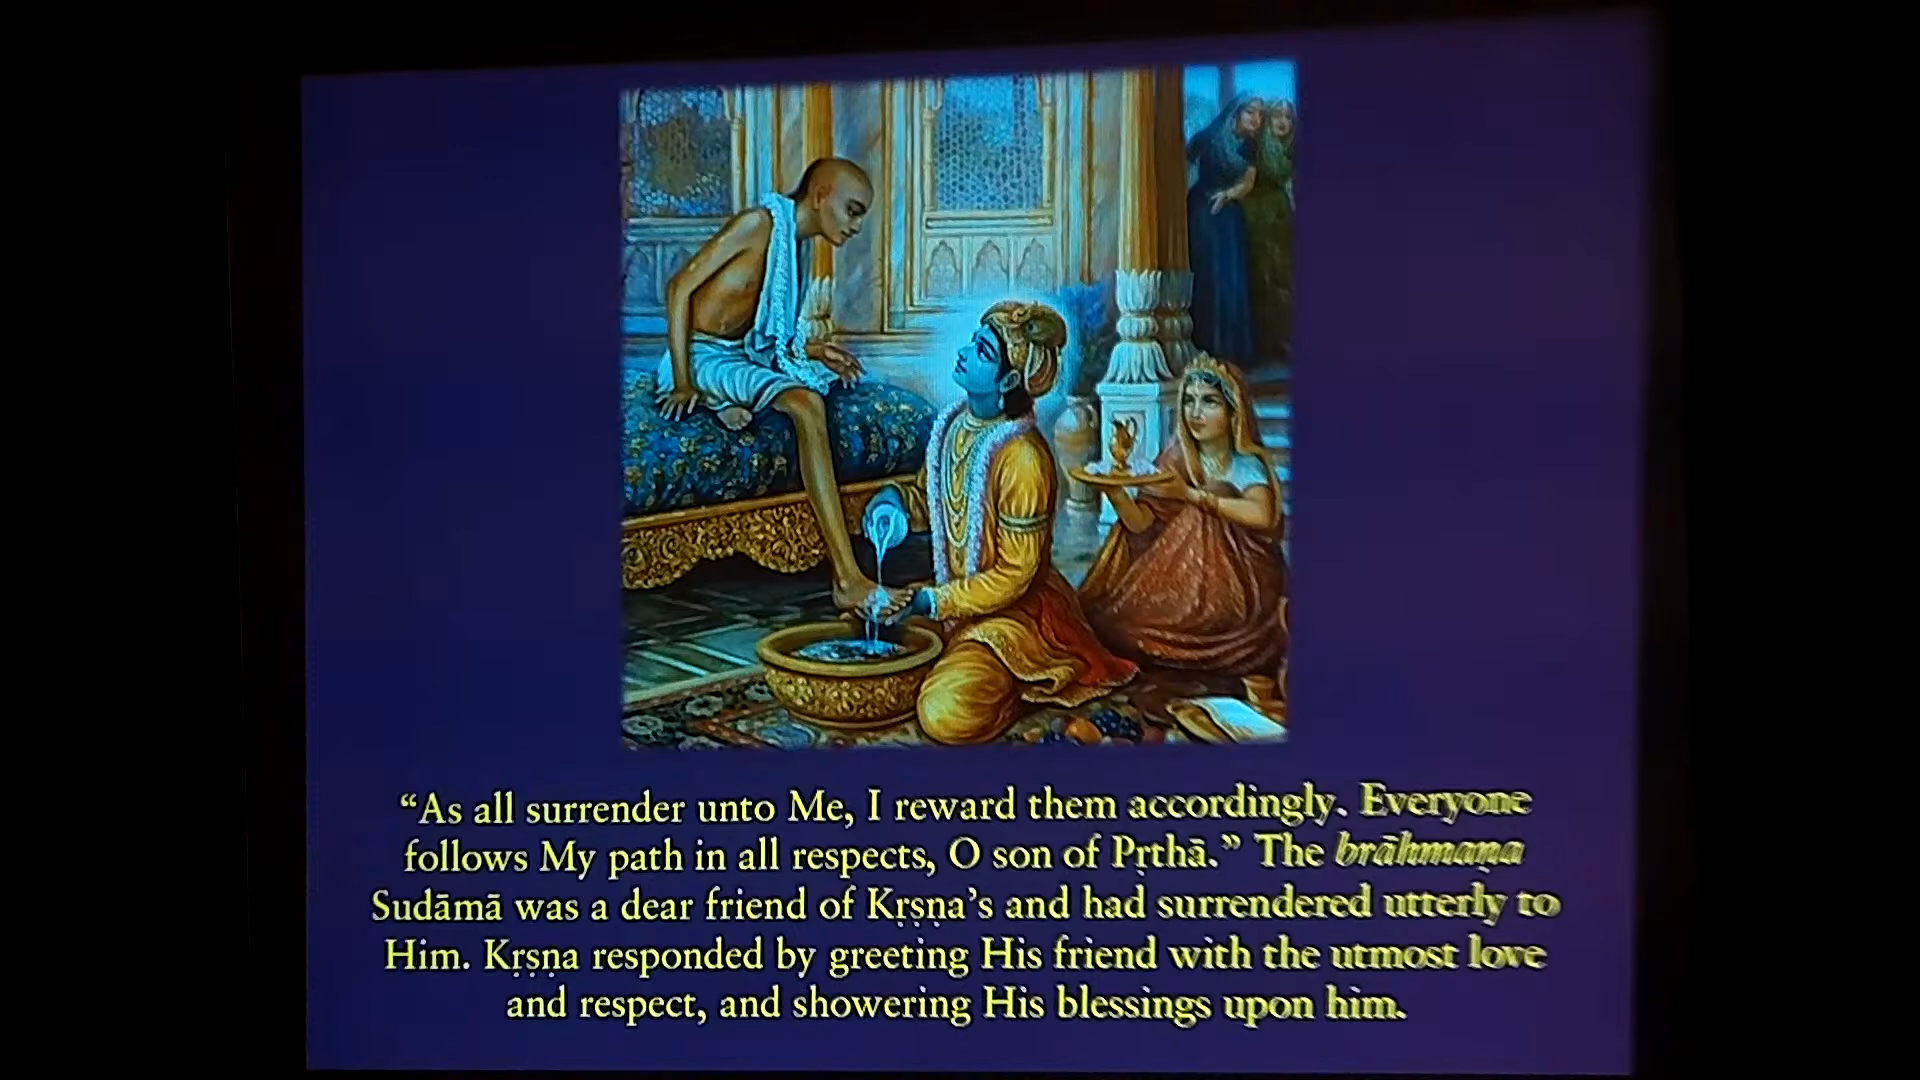 “As all surrender unto Me, I reward them accordingly. Everyone
follows My path in all respects, O son of Pṛthā.” The brāhmaṇa
Sudāmā was a dear friend of Kṛṣṇa’s and had surrendered utterly to
Him. Kṛṣṇa responded by greeting His friend with the utmost love
and respect, and showering His blessings upon him.